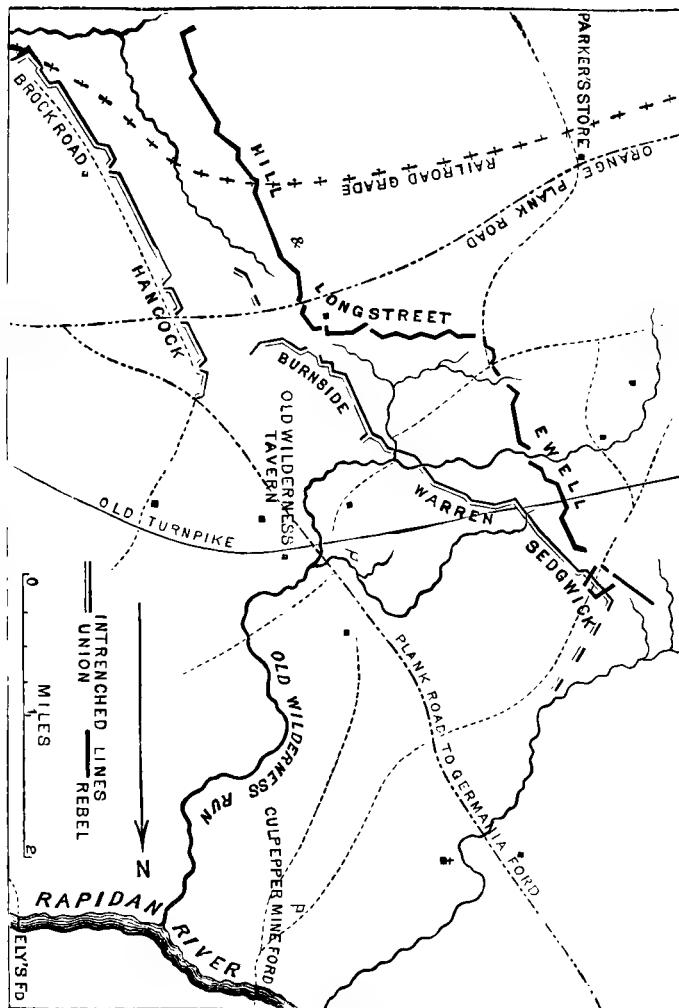 PARKER'S STORE
ORANGE
PLANK ROAD
RAILROAD GRADE
BROCK ROAD
HILL
&
LONGSTREET
HANCOCK
BURNSIDE
EWELL
OLD WILDERNESS
TAVERN
WARREN
SEDGWICK
OLD TURNPIKE
PLANK ROAD TO GERMANIA FORD
OLD WILDERNESS RUN
CULPEPPER MINE FORD
P
P
INTRENCHED LINES
UNION REBEL
0 1 2
MILES
N
RAPIDAN RIVER
ELY'S FD